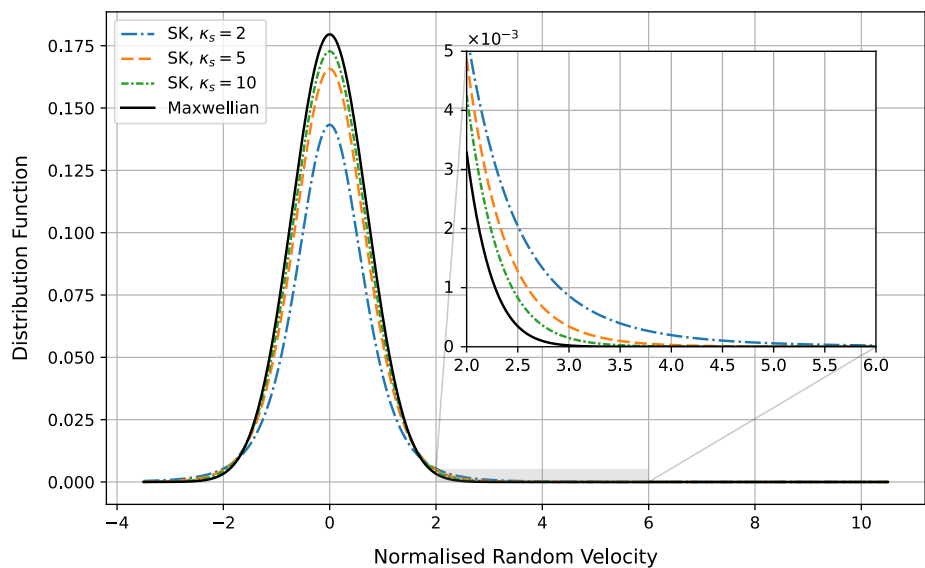 SK, κₛ = 2
SK, κₛ = 5
SK, κₛ = 10
Maxwellian
×10⁻³
5
4
3
2
1
0
2.0 2.5 3.0 3.5 4.0 4.5 5.0 5.5 6.0
Distribution Function
0.175
0.150
0.125
0.100
0.075
0.050
0.025
0.000
−4 −2 0 2 4 6 8 10
Normalised Random Velocity